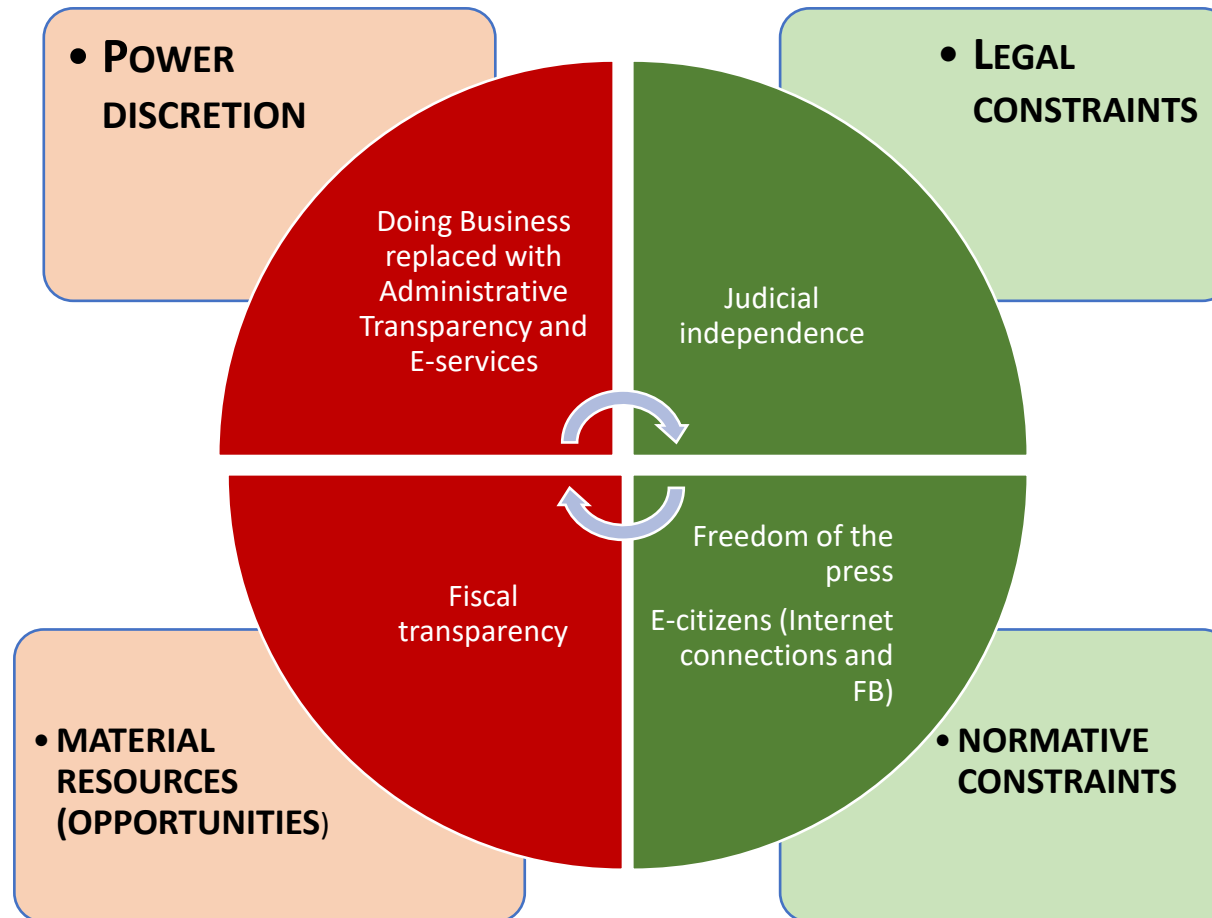 • POWER
DISCRETION
• LEGAL
CONSTRAINTS
Doing Business
replaced with
Administrative
Transparency and
E-services
Judicial
independence
Fiscal
transparency
Freedom of the
press
E-citizens (Internet
connections and
FB)
• MATERIAL
RESOURCES
(OPPORTUNITIES)
• NORMATIVE
CONSTRAINTS